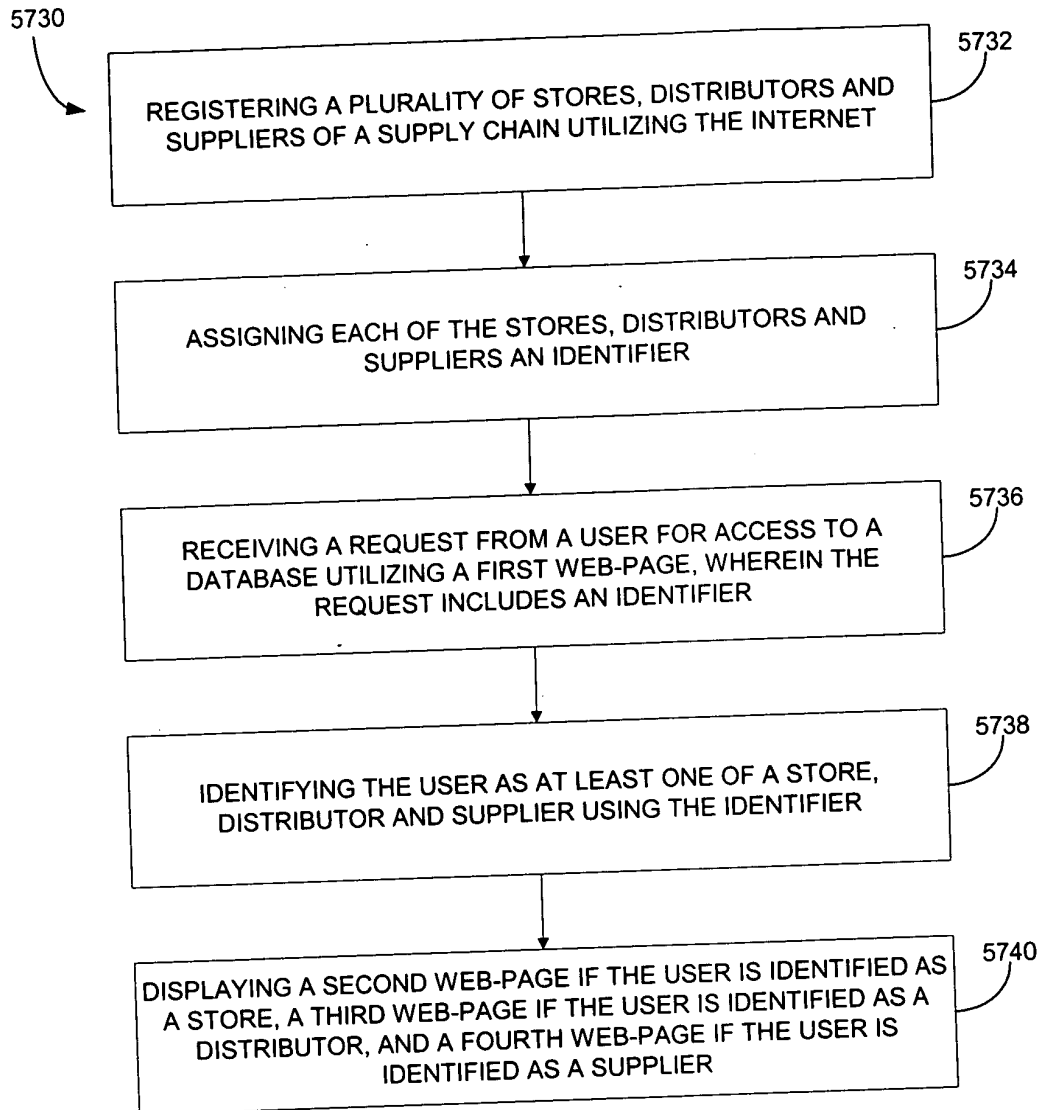 5730
5732
REGISTERING A PLURALITY OF STORES, DISTRIBUTORS AND
SUPPLIERS OF A SUPPLY CHAIN UTILIZING THE INTERNET
5734
ASSIGNING EACH OF THE STORES, DISTRIBUTORS AND
SUPPLIERS AN IDENTIFIER
5736
RECEIVING A REQUEST FROM A USER FOR ACCESS TO A
DATABASE UTILIZING A FIRST WEB-PAGE, WHEREIN THE
REQUEST INCLUDES AN IDENTIFIER
5738
IDENTIFYING THE USER AS AT LEAST ONE OF A STORE,
DISTRIBUTOR AND SUPPLIER USING THE IDENTIFIER
5740
DISPLAYING A SECOND WEB-PAGE IF THE USER IS IDENTIFIED AS
A STORE, A THIRD WEB-PAGE IF THE USER IS IDENTIFIED AS A
DISTRIBUTOR, AND A FOURTH WEB-PAGE IF THE USER IS
IDENTIFIED AS A SUPPLIER